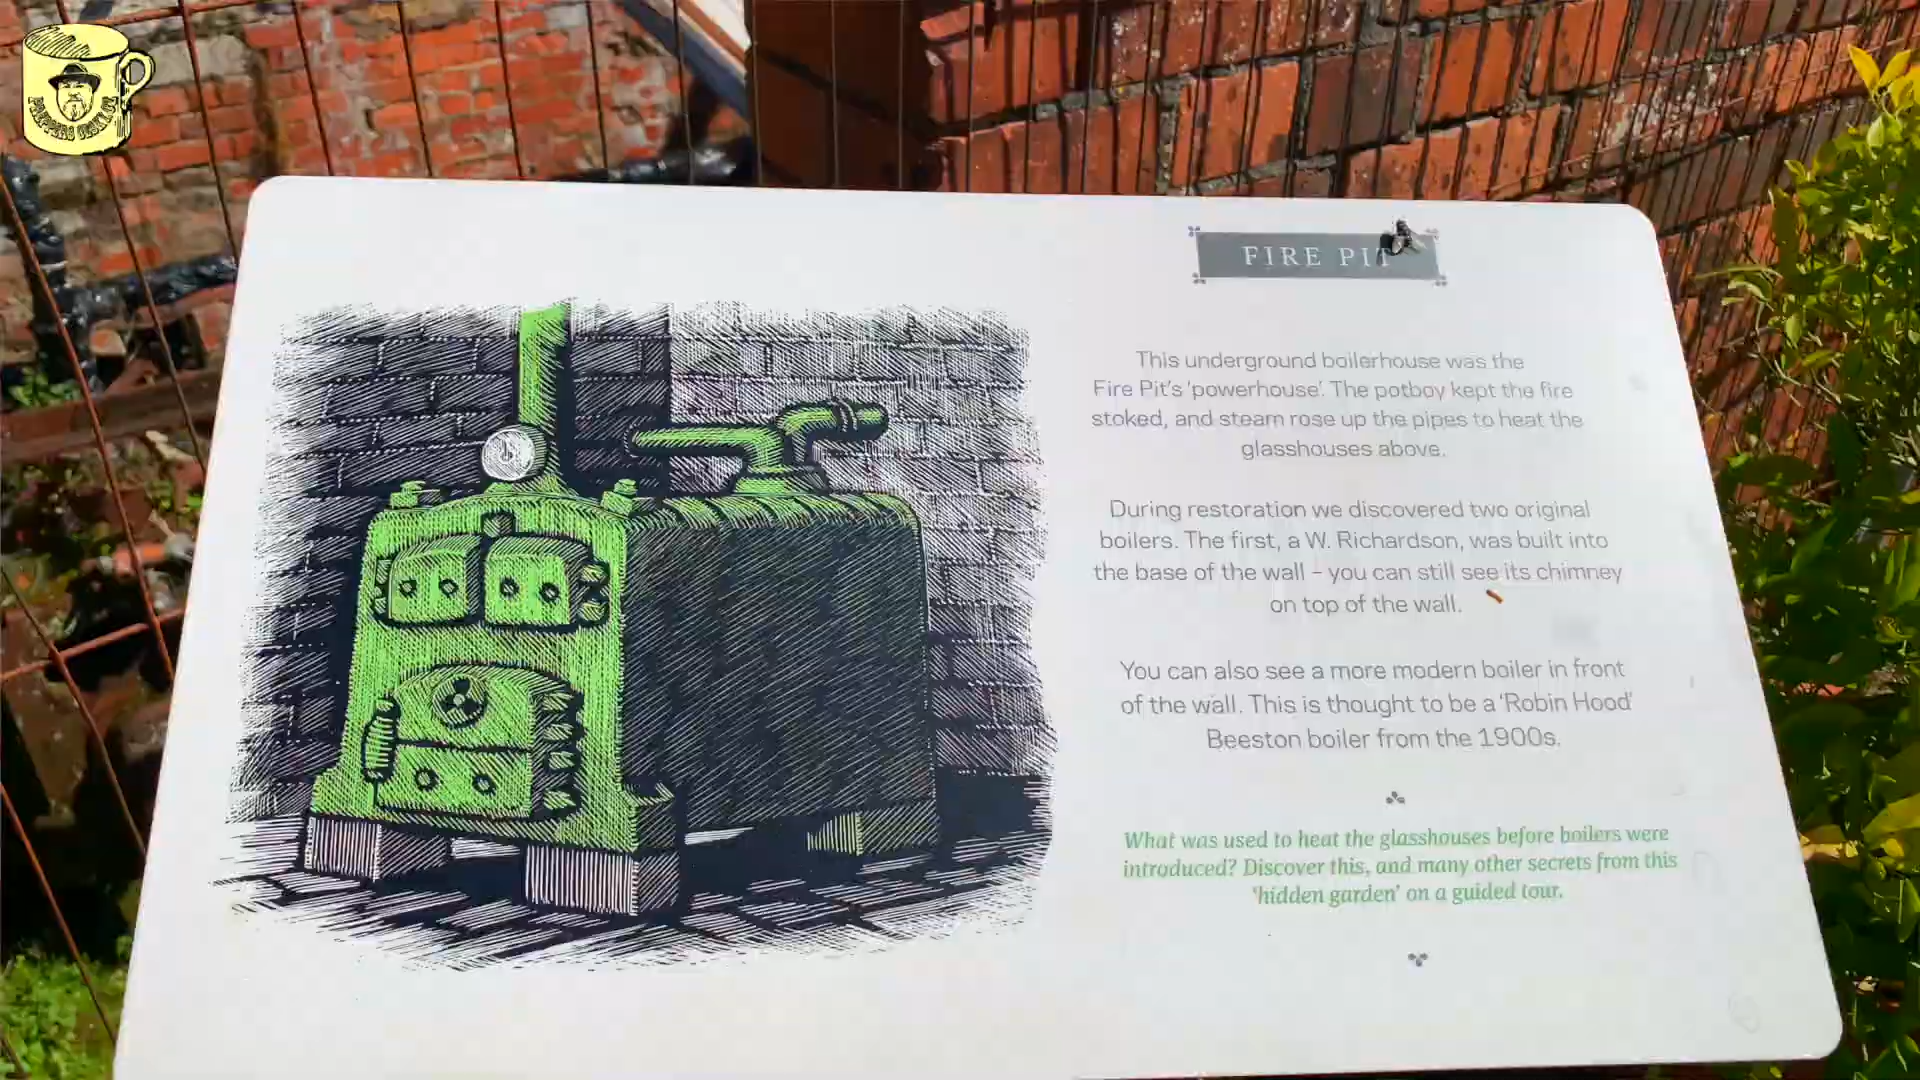 FIRE PIT
This underground boilerhouse was the
Fire Pit's 'powerhouse'. The potboy kept the fire
stoked, and steam rose up the pipes to heat the
glasshouses above.
During restoration we discovered two original
boilers. The first, a W. Richardson, was built into
the base of the wall – you can still see its chimney
on top of the wall.
You can also see a more modern boiler in front
of the wall. This is thought to be a 'Robin Hood'
Beeston boiler from the 1900s.
What was used to heat the glasshouses before boilers were
introduced? Discover this, and many other secrets from this
'hidden garden' on a guided tour.